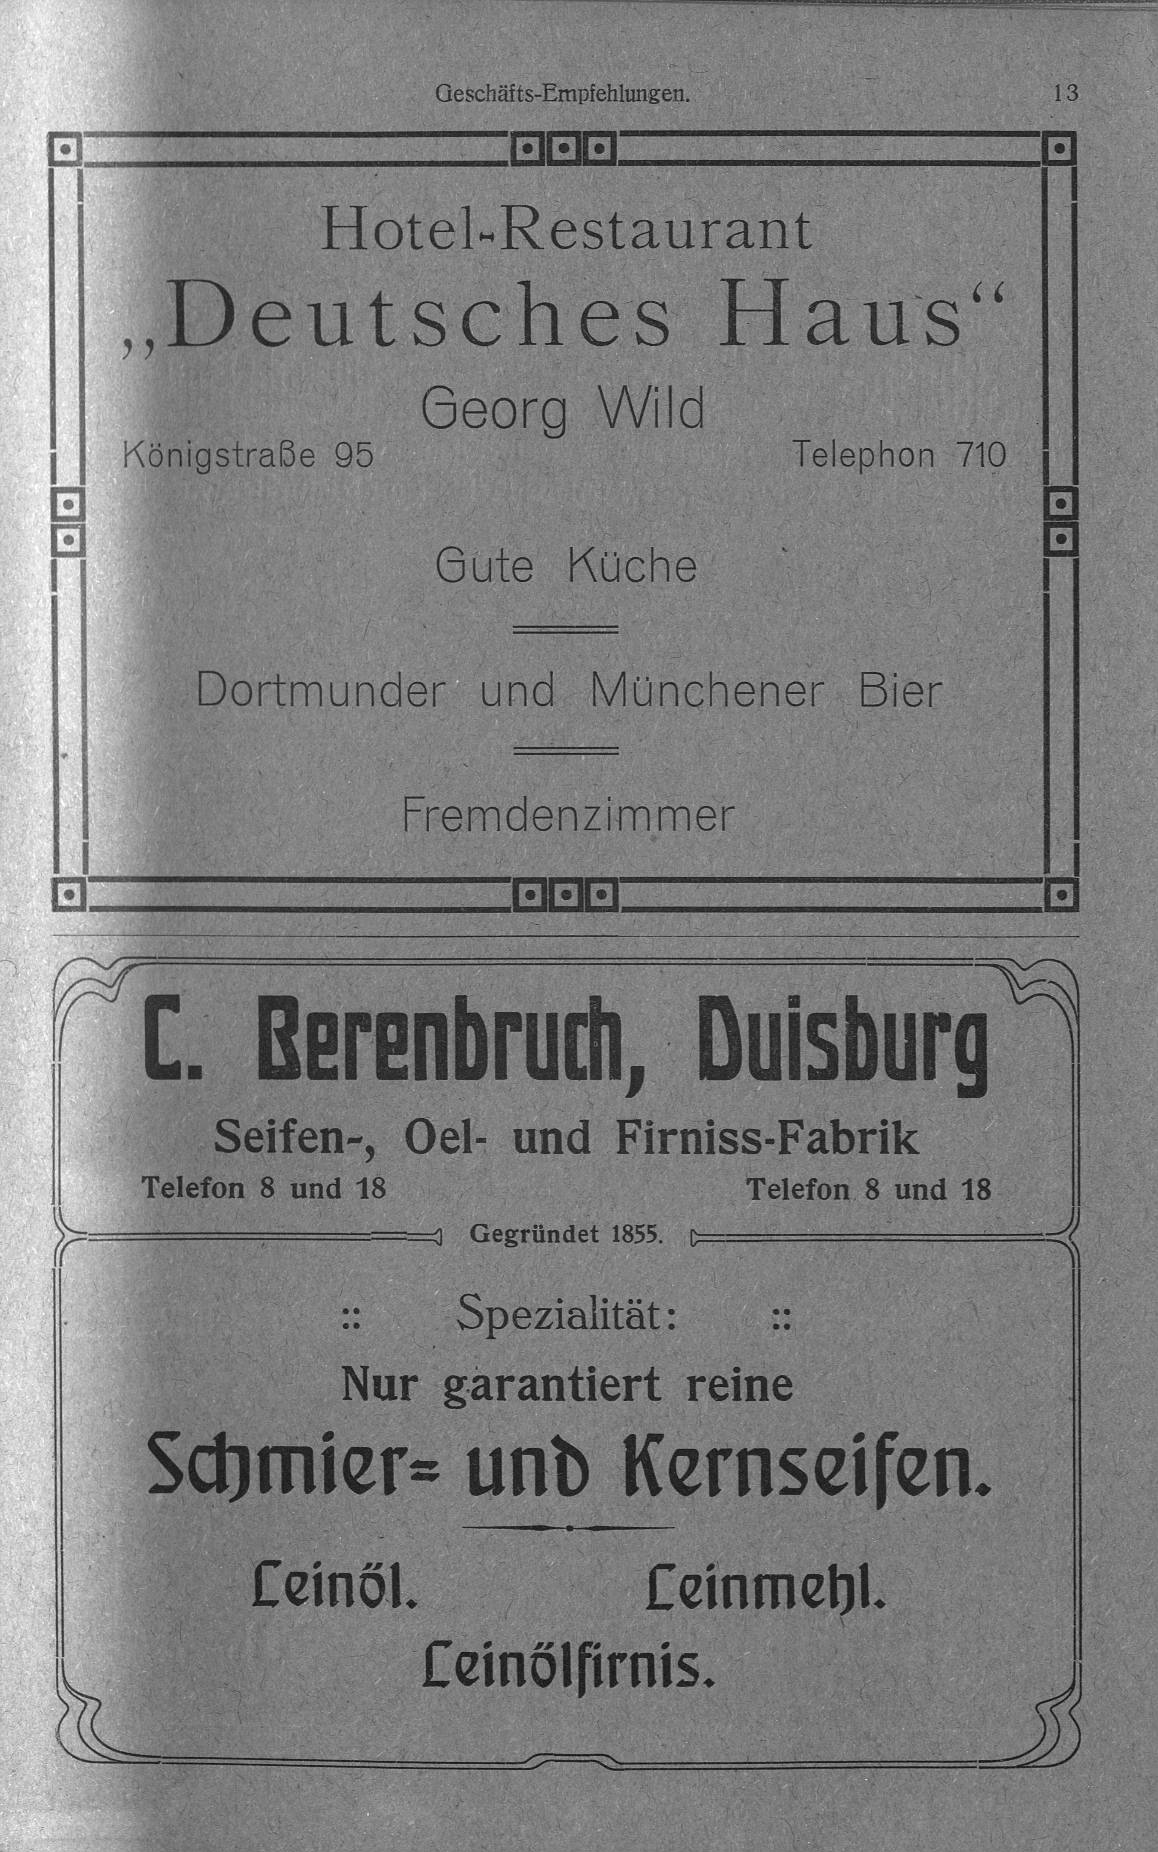 Geschäfts-Empfehlungen. 13
Hotel-Restaurant
„Deutsches Haus“
Georg Wild
Königstraße 95 Telephon 710
Gute Küche
Dortmunder und Münchener Bier
Fremdenzimmer
C. Berenbruch, Duisburg
Seifen-, Oel- und Firniss-Fabrik
Telefon 8 und 18 Telefon 8 und 18
Gegründet 1855.
:: Spezialität: ::
Nur garantiert reine
Schmier= und Kernseifen.
Leinöl. Leinmehl.
Leinölfirnis.